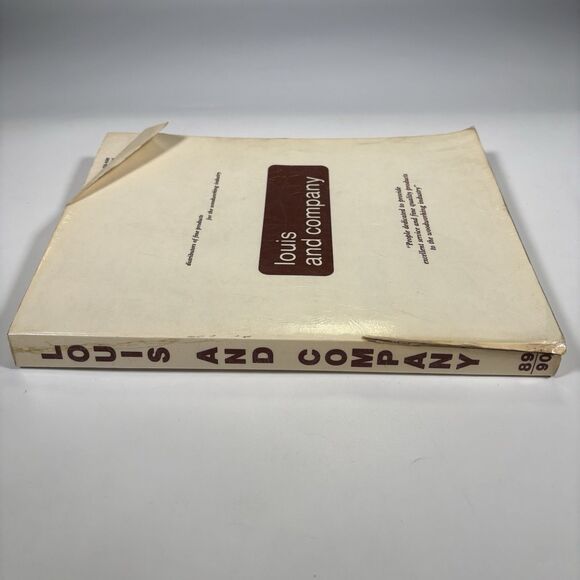 distributors of fine products
for the woodworking industry
louis
and company
"People dedicated to provide
excellent service and fine quality products
to the woodworking industry"
LOUIS AND COMPANY
89
90